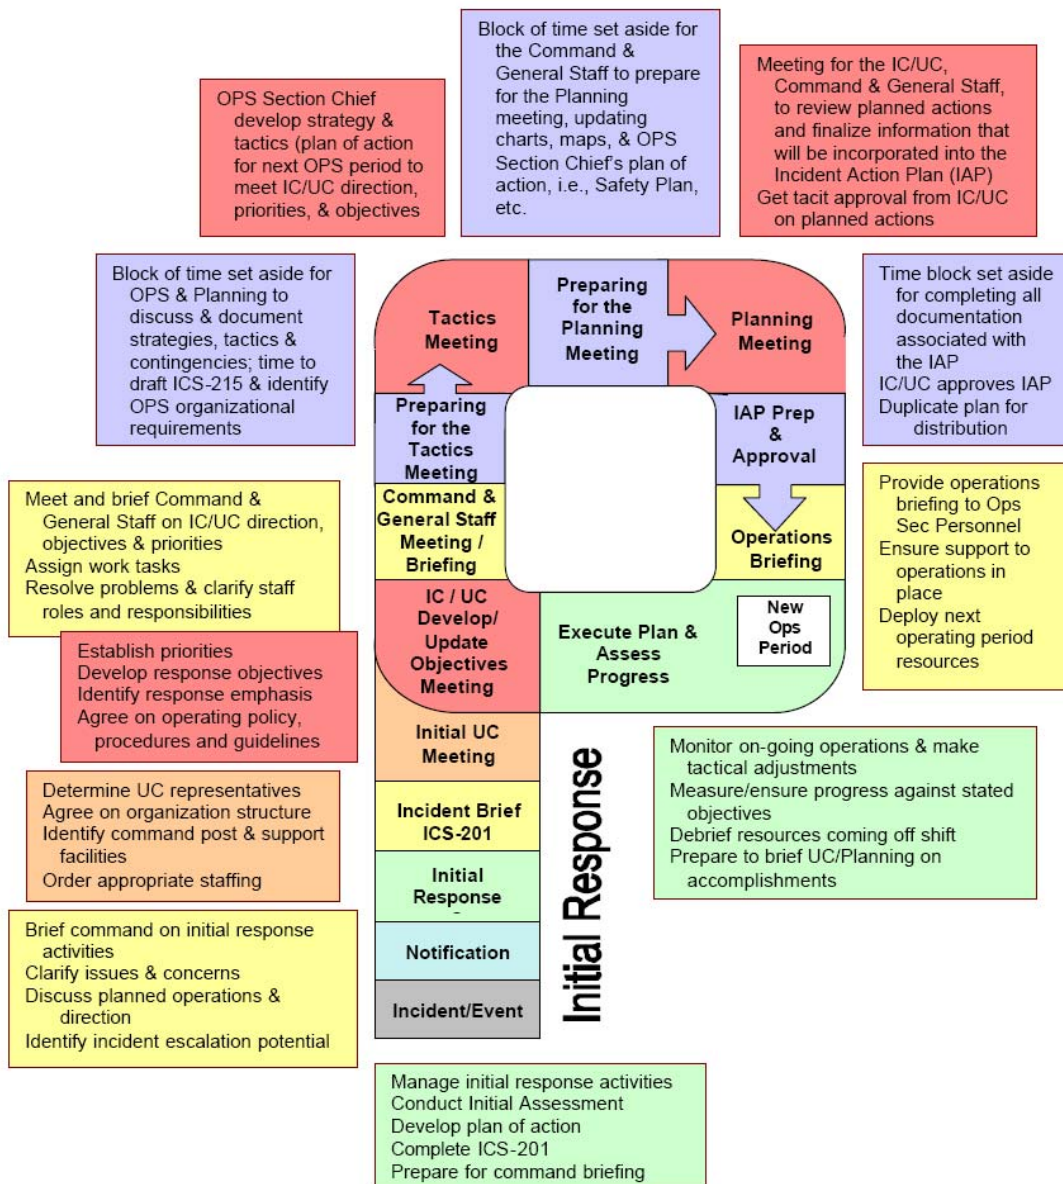 Block of time set aside for
the Command &
General Staff to prepare
for the Planning
meeting, updating
charts, maps, & OPS
Section Chief's plan of
action, i.e., Safety Plan,
etc.
Meeting for the IC/UC,
Command & General Staff,
to review planned actions
and finalize information that
will be incorporated into the
Incident Action Plan (IAP)
Get tacit approval from IC/UC
on planned actions
OPS Section Chief
develop strategy &
tactics (plan of action
for next OPS period to
meet IC/UC direction,
priorities, & objectives
Block of time set aside for
OPS & Planning to
discuss & document
strategies, tactics &
contingencies; time to
draft ICS-215 & identify
OPS organizational
requirements
Tactics
Meeting
Preparing
for the
Planning
Meeting
Planning
Meeting
Time block set aside
for completing all
documentation
associated with
the IAP
IC/UC approves IAP
Duplicate plan for
distribution
Preparing
for the
Tactics
Meeting
IAP Prep
&
Approval
Meet and brief Command &
General Staff on IC/UC direction,
objectives & priorities
Assign work tasks
Resolve problems & clarify staff
roles and responsibilities
Command &
General Staff
Meeting /
Briefing
Operations
Briefing
Provide operations
briefing to Ops
Sec Personnel
Ensure support to
operations in
place
Deploy next
operating period
resources
Establish priorities
Develop response objectives
Identify response emphasis
Agree on operating policy,
procedures and guidelines
IC / UC
Develop/
Update
Objectives
Meeting
Execute Plan &
Assess
Progress
New
Ops
Period
Initial UC
Meeting
Determine UC representatives
Agree on organization structure
Identify command post & support
facilities
Order appropriate staffing
Incident Brief
ICS-201
Initial
Response
Notification
Incident/Event
Initial Response
Monitor on-going operations & make
tactical adjustments
Measure/ensure progress against stated
objectives
Debrief resources coming off shift
Prepare to brief UC/Planning on
accomplishments
Brief command on initial response
activities
Clarify issues & concerns
Discuss planned operations &
direction
Identify incident escalation potential
Manage initial response activities
Conduct Initial Assessment
Develop plan of action
Complete ICS-201
Prepare for command briefing